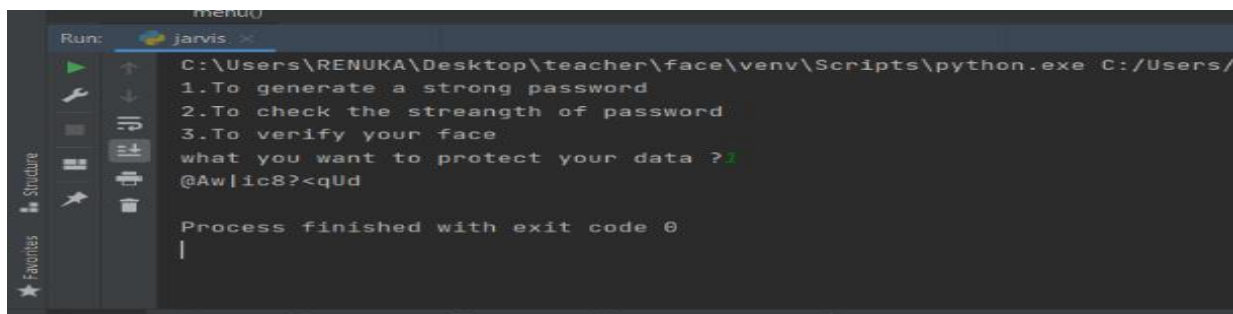 menu()
Run: jarvis
C:\Users\RENUKA\Desktop\teacher\face\venv\Scripts\python.exe C:/Users/
1.To generate a strong password
2.To check the streangth of password
3.To verify your face
what you want to protect your data ?1
@Aw|ic8?<qUd
Process finished with exit code 0
Structure
Favorites